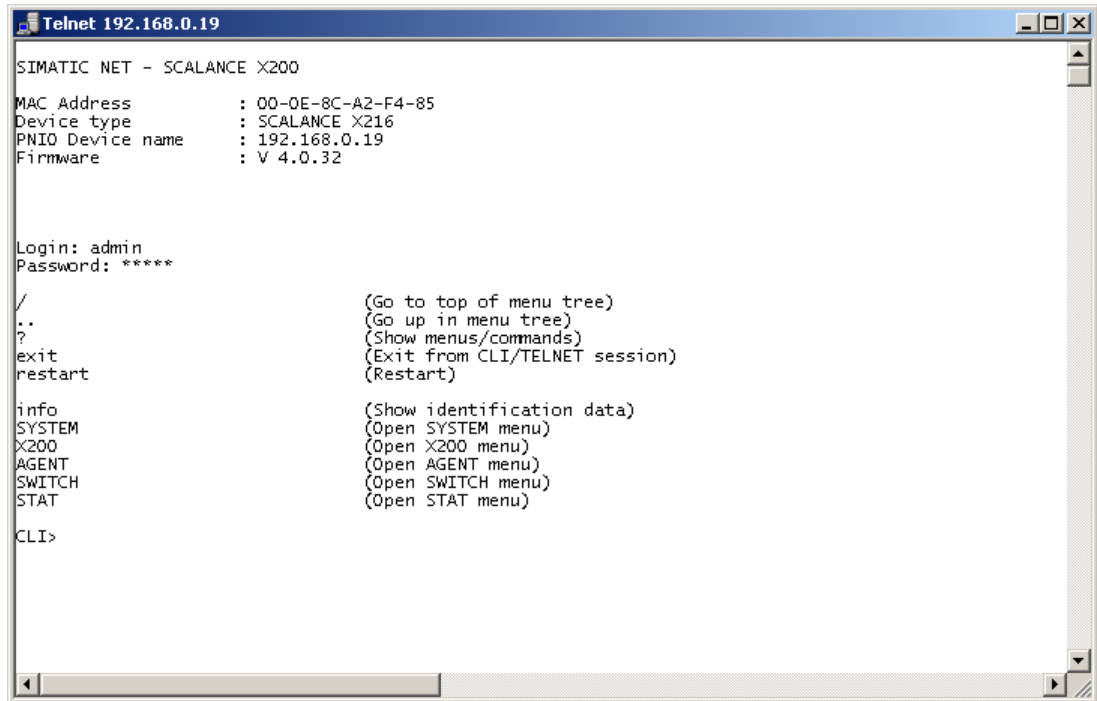 Telnet 192.168.0.19
SIMATIC NET - SCALANCE X200
MAC Address : 00-0E-8C-A2-F4-85
Device type : SCALANCE X216
PNIO Device name : 192.168.0.19
Firmware : V 4.0.32
Login: admin
Password: *****
/ (Go to top of menu tree)
.. (Go up in menu tree)
? (Show menus/commands)
exit (Exit from CLI/TELNET session)
restart (Restart)
info (Show identification data)
SYSTEM (Open SYSTEM menu)
X200 (Open X200 menu)
AGENT (Open AGENT menu)
SWITCH (Open SWITCH menu)
STAT (Open STAT menu)
CLI>